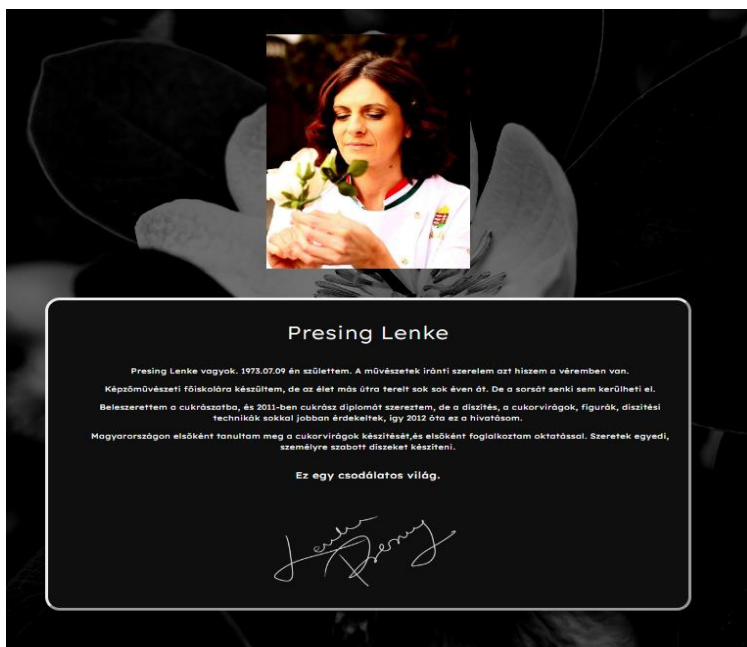 Presing Lenke
Presing Lenke vagyok. 1973.07.09 én születtem. A művészetek iránti szerelem azt hiszem a véremben van.
Képzőművészeti főiskolára készültem, de az élet más útra terelt sok sok éven át. De a sorsát senki sem kerülheti el.
Beleszerettem a cukrászatba, és 2011-ben cukrász diplomát szereztem, de a díszítés, a cukorvirágok, figurák, díszítési
technikák sokkal jobban érdekeltek, így 2012 óta ez a hivatásom.
Magyarországon elsőként tanultam meg a cukorvirágok készítését,és elsőként foglalkoztam oktatással. Szeretek egyedi,
személyre szabott díszeket készíteni.
Ez egy csodálatos világ.
Lenke
Presing